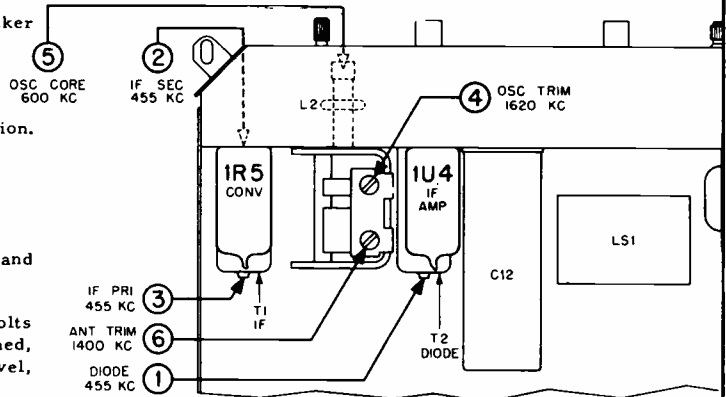 ker
ion.
and
olts
ned,
vel,
5
OSC CORE
600 KC
2
IF SEC
455 KC
L2
4
OSC TRIM
1620 KC
1R5
CONV
1U4
IF
AMP
C12
LS1
IF PRI
455 KC
3
T1
IF
ANT TRIM
1400 KC
6
T2
DIODE
DIODE
455 KC
1